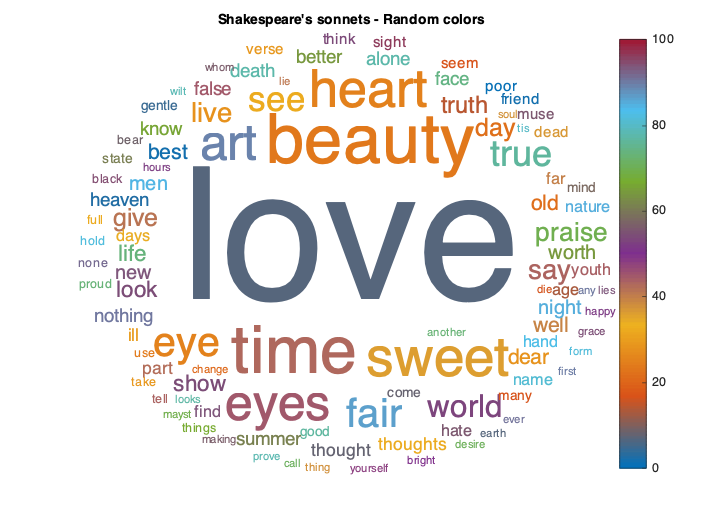 Shakespeare's sonnets - Random colors
think sight
verse better alone seem
whom death heart face poor
wilt false lie see truth friend
gentle live soul muse
know art beauty day tis dead
bear best true
state hours far mind
black men old nature
heaven love
full give praise
hold days worth
none life say youth
proud new look die age any lies
nothing night happy
ill eye time another well grace
use sweet hand form
part change dear first
take show name
tell looks eyes come many
mayst find fair world ever
things good hate earth
making summer thought thoughts desire
prove call bright
thing yourself
100
80
60
40
20
0